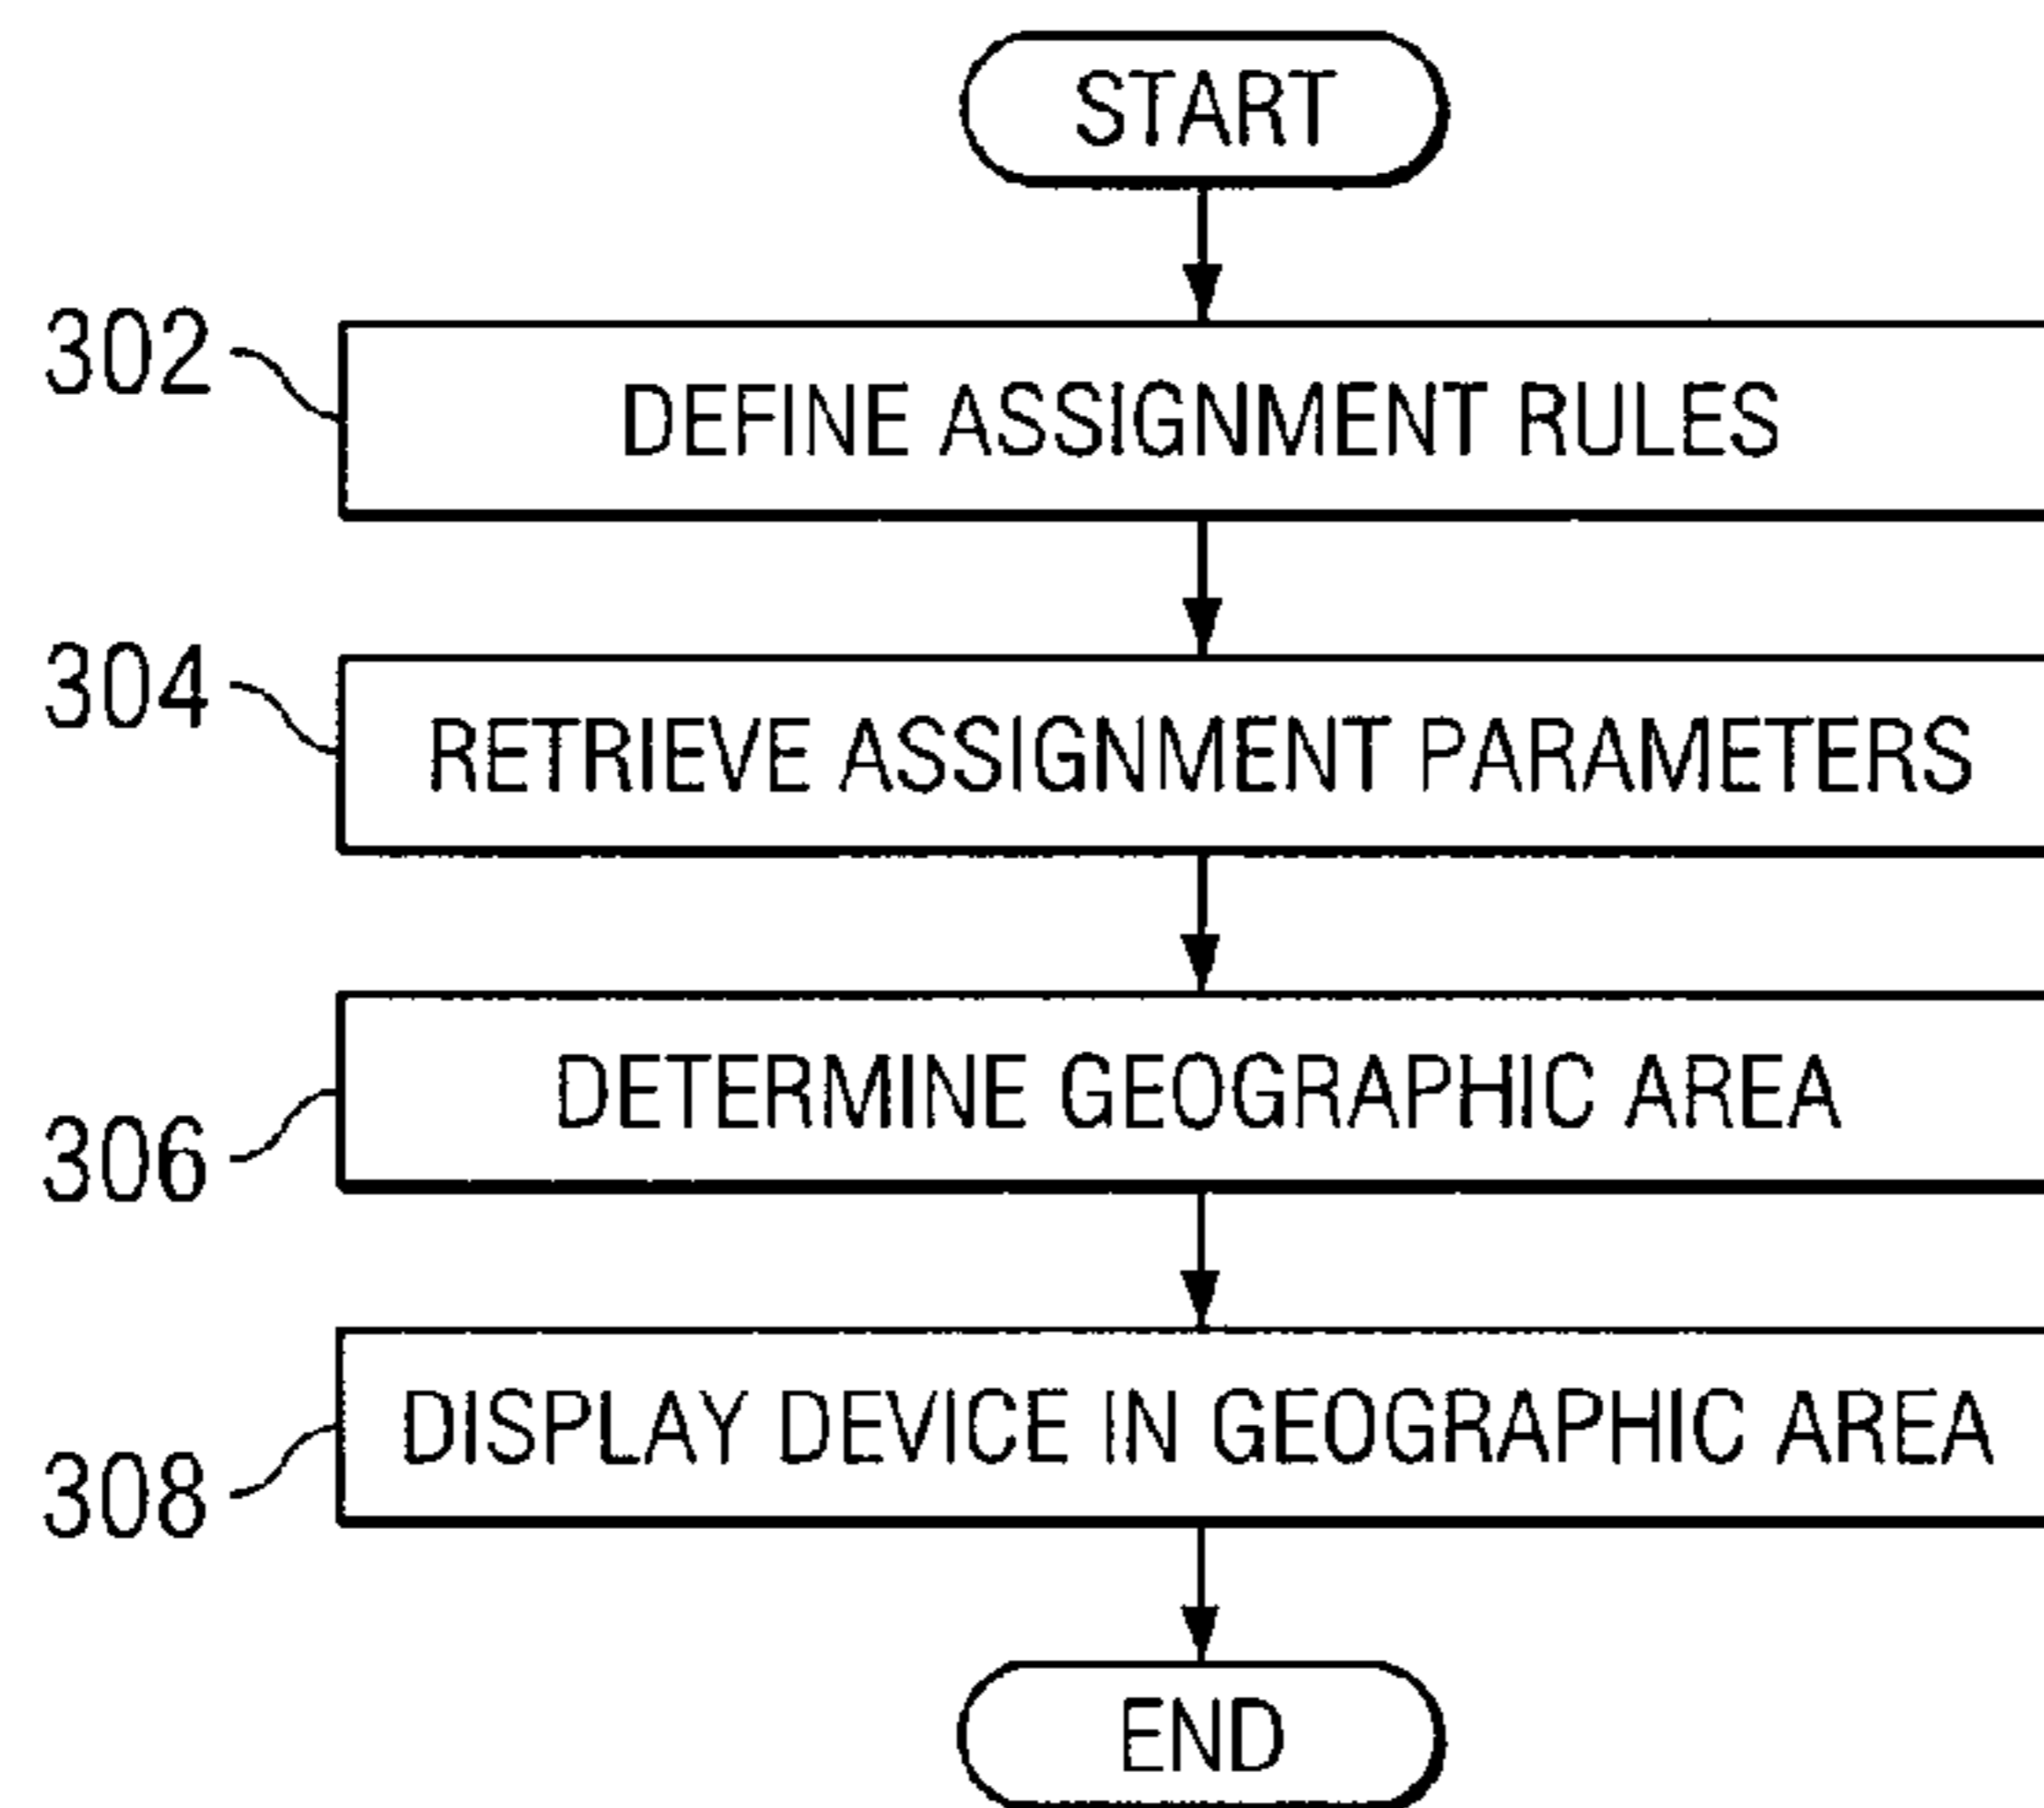 START
302
DEFINE ASSIGNMENT RULES
304
RETRIEVE ASSIGNMENT PARAMETERS
306
DETERMINE GEOGRAPHIC AREA
308
DISPLAY DEVICE IN GEOGRAPHIC AREA
END